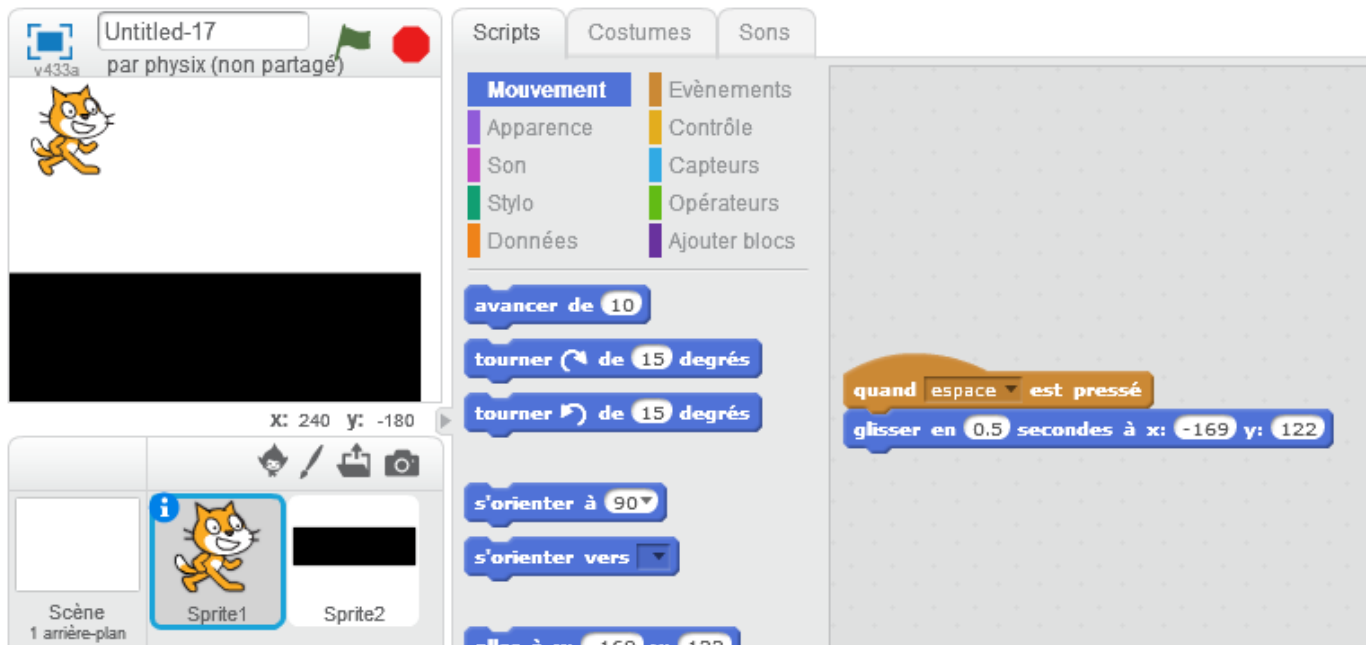 Untitled-17
v433a
par physix (non partagé)
x: 240 y: -180
Scène
1 arrière-plan
Sprite1
Sprite2
Scripts
Costumes
Sons
Mouvement
Evènements
Apparence
Contrôle
Son
Capteurs
Stylo
Opérateurs
Données
Ajouter blocs
avancer de 10
tourner de 15 degrés
tourner de 15 degrés
s'orienter à 90
s'orienter vers
quand espace est pressé
glisser en 0.5 secondes à x: -169 y: 122